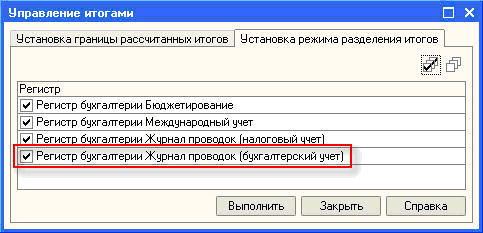 Управление итогами
Установка границы рассчитанных итогов
Установка режима разделения итогов
Регистр
Регистр бухгалтерии Бюджетирование
Регистр бухгалтерии Международный учет
Регистр бухгалтерии Журнал проводок (налоговый учет)
Регистр бухгалтерии Журнал проводок (бухгалтерский учет)
Выполнить
Закрыть
Справка